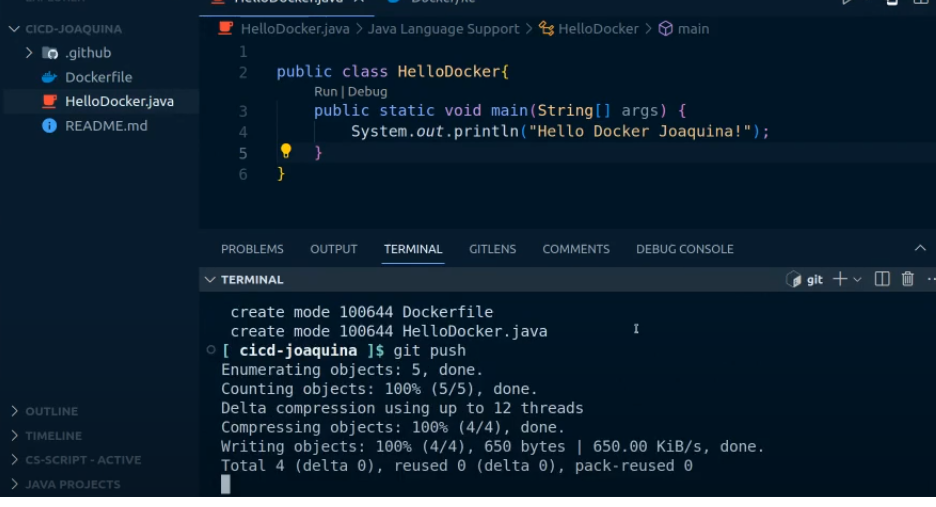 HelloDocker.java
CICD-JOAQUINA
.github
Dockerfile
HelloDocker.java
README.md
OUTLINE
TIMELINE
CS-SCRIPT - ACTIVE
JAVA PROJECTS
HelloDocker.java > Java Language Support > HelloDocker > main
1
2 public class HelloDocker{
Run | Debug
3 public static void main(String[] args) {
4 System.out.println("Hello Docker Joaquina!");
5 }
6 }
PROBLEMS OUTPUT TERMINAL GITLENS COMMENTS DEBUG CONSOLE
TERMINAL git
create mode 100644 Dockerfile
create mode 100644 HelloDocker.java
[ cicd-joaquina ]$ git push
Enumerating objects: 5, done.
Counting objects: 100% (5/5), done.
Delta compression using up to 12 threads
Compressing objects: 100% (4/4), done.
Writing objects: 100% (4/4), 650 bytes | 650.00 KiB/s, done.
Total 4 (delta 0), reused 0 (delta 0), pack-reused 0